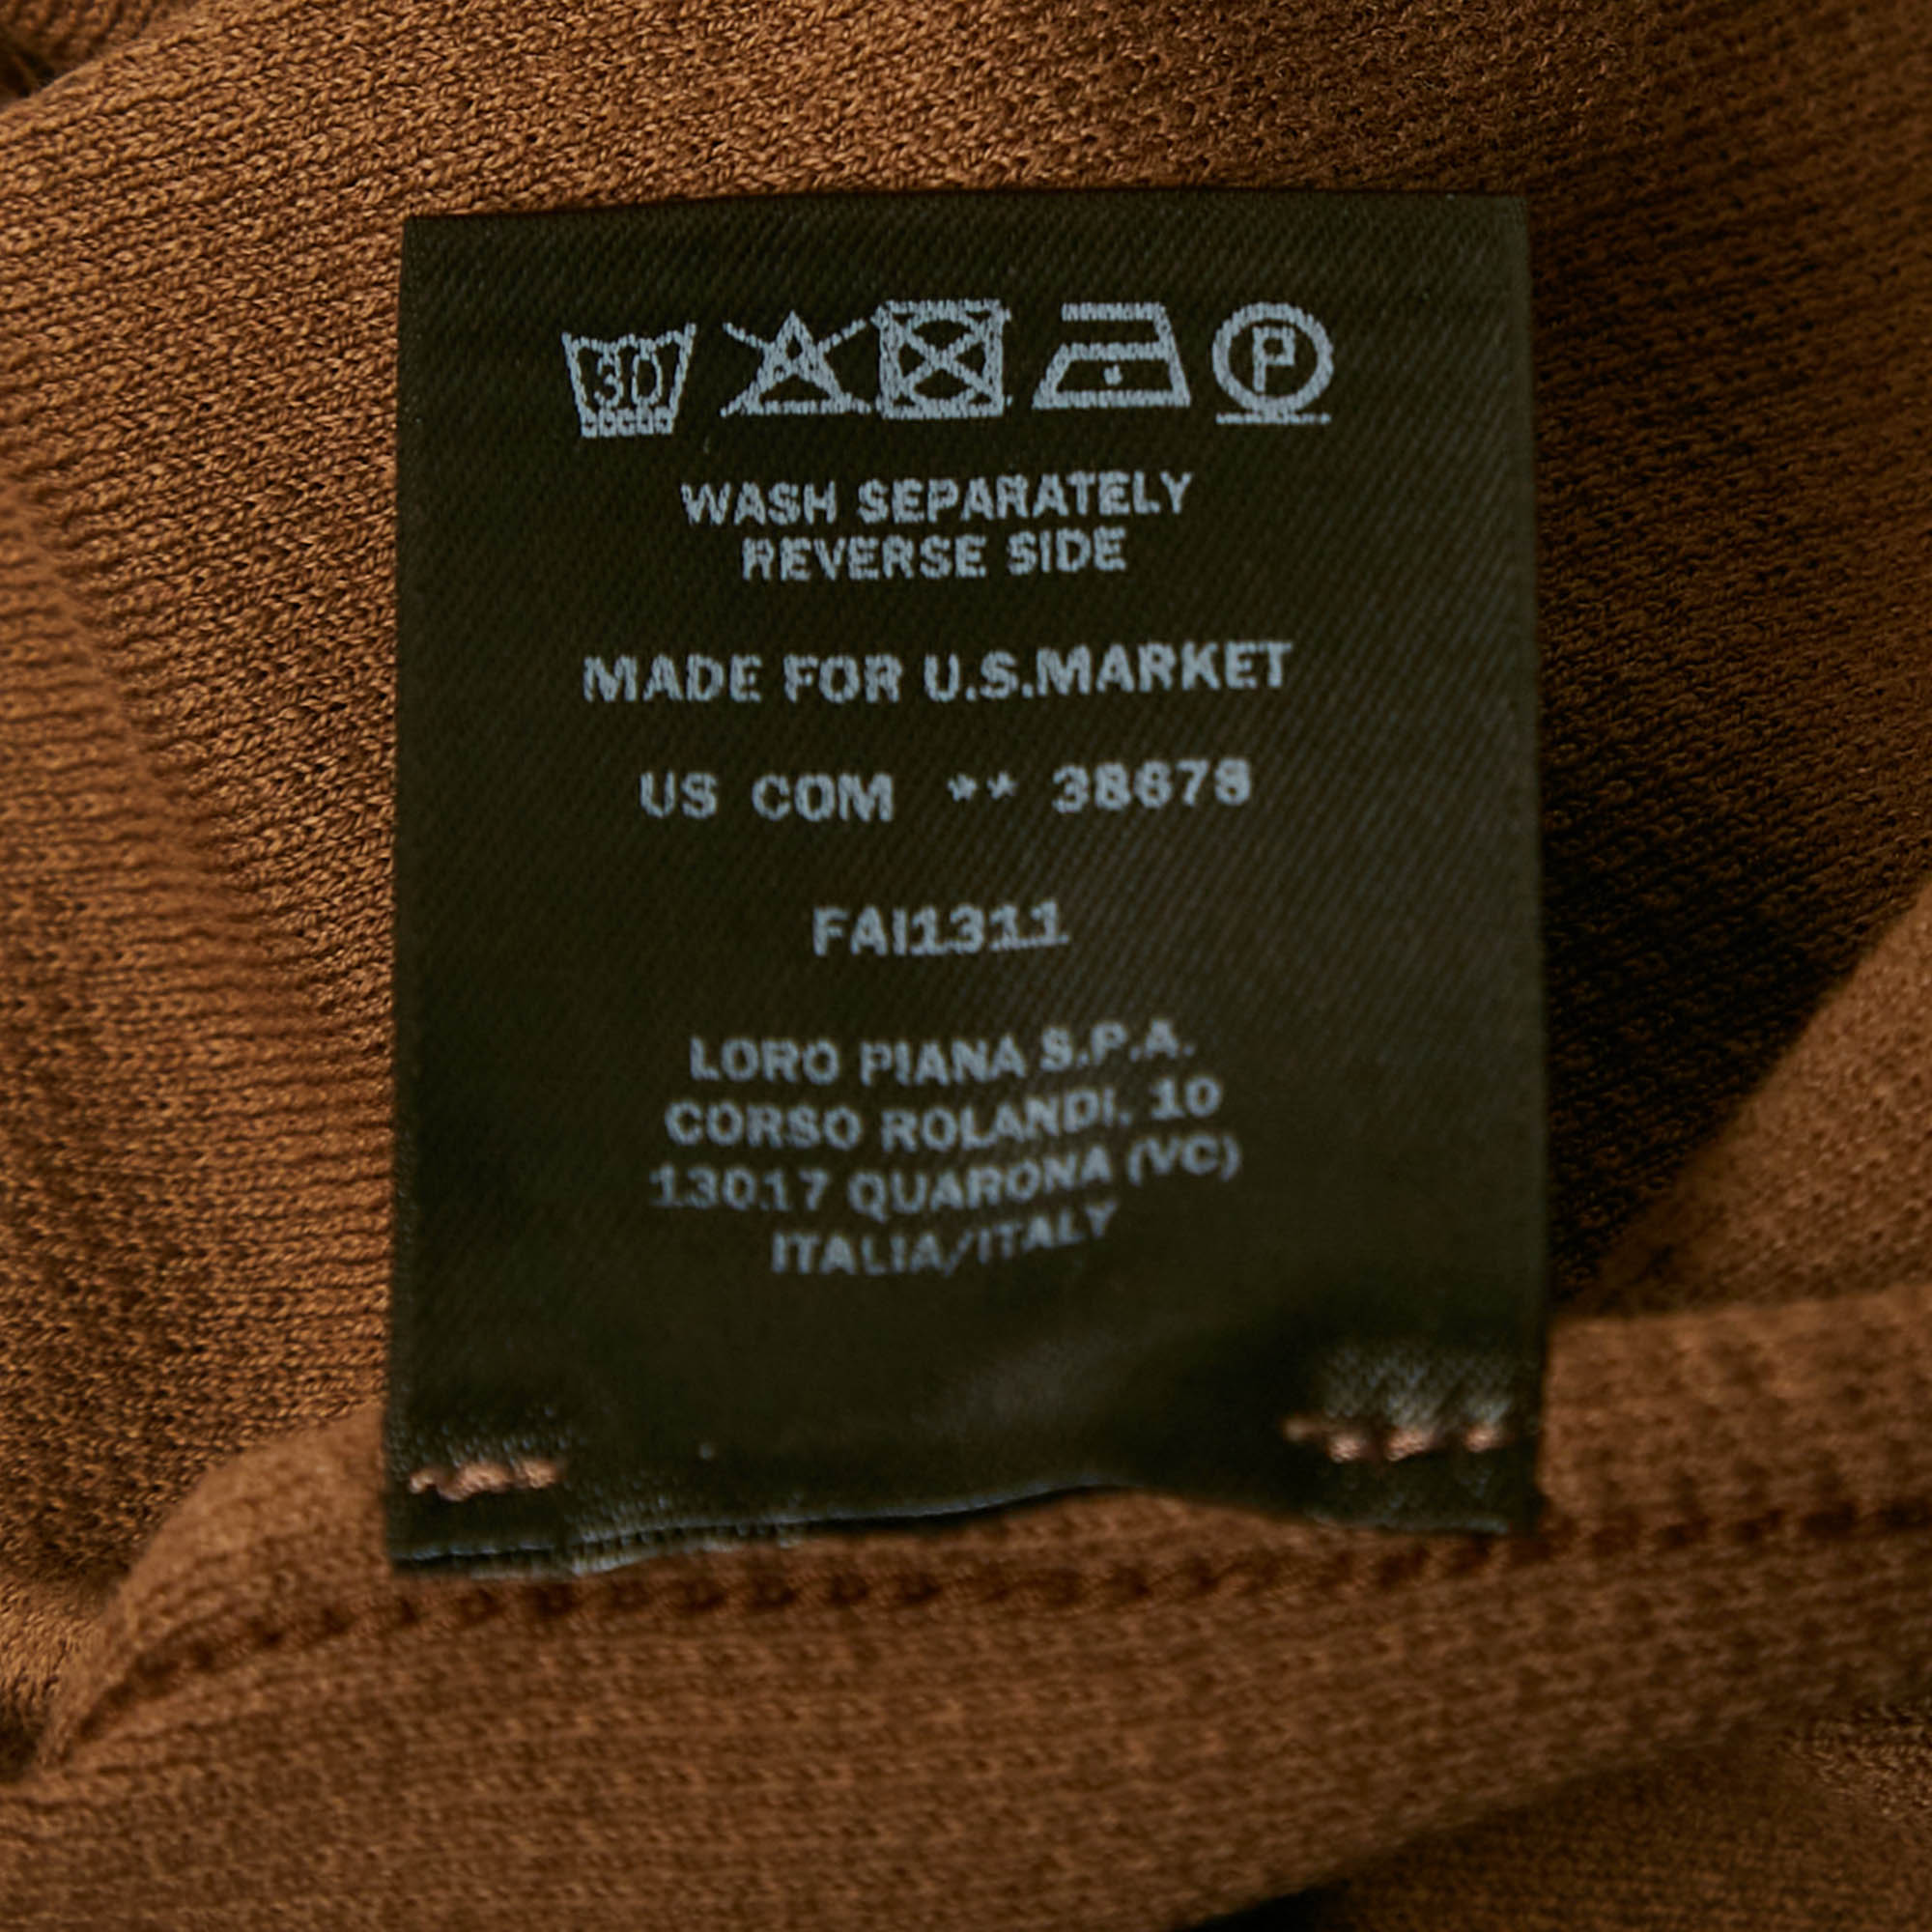 30
P
WASH SEPARATELY
REVERSE SIDE
MADE FOR U.S.MARKET
US COM ** 38678
FAI1311
LORO PIANA S.P.A.
CORSO ROLANDI, 10
13017 QUARONA (VC)
ITALIA/ITALY